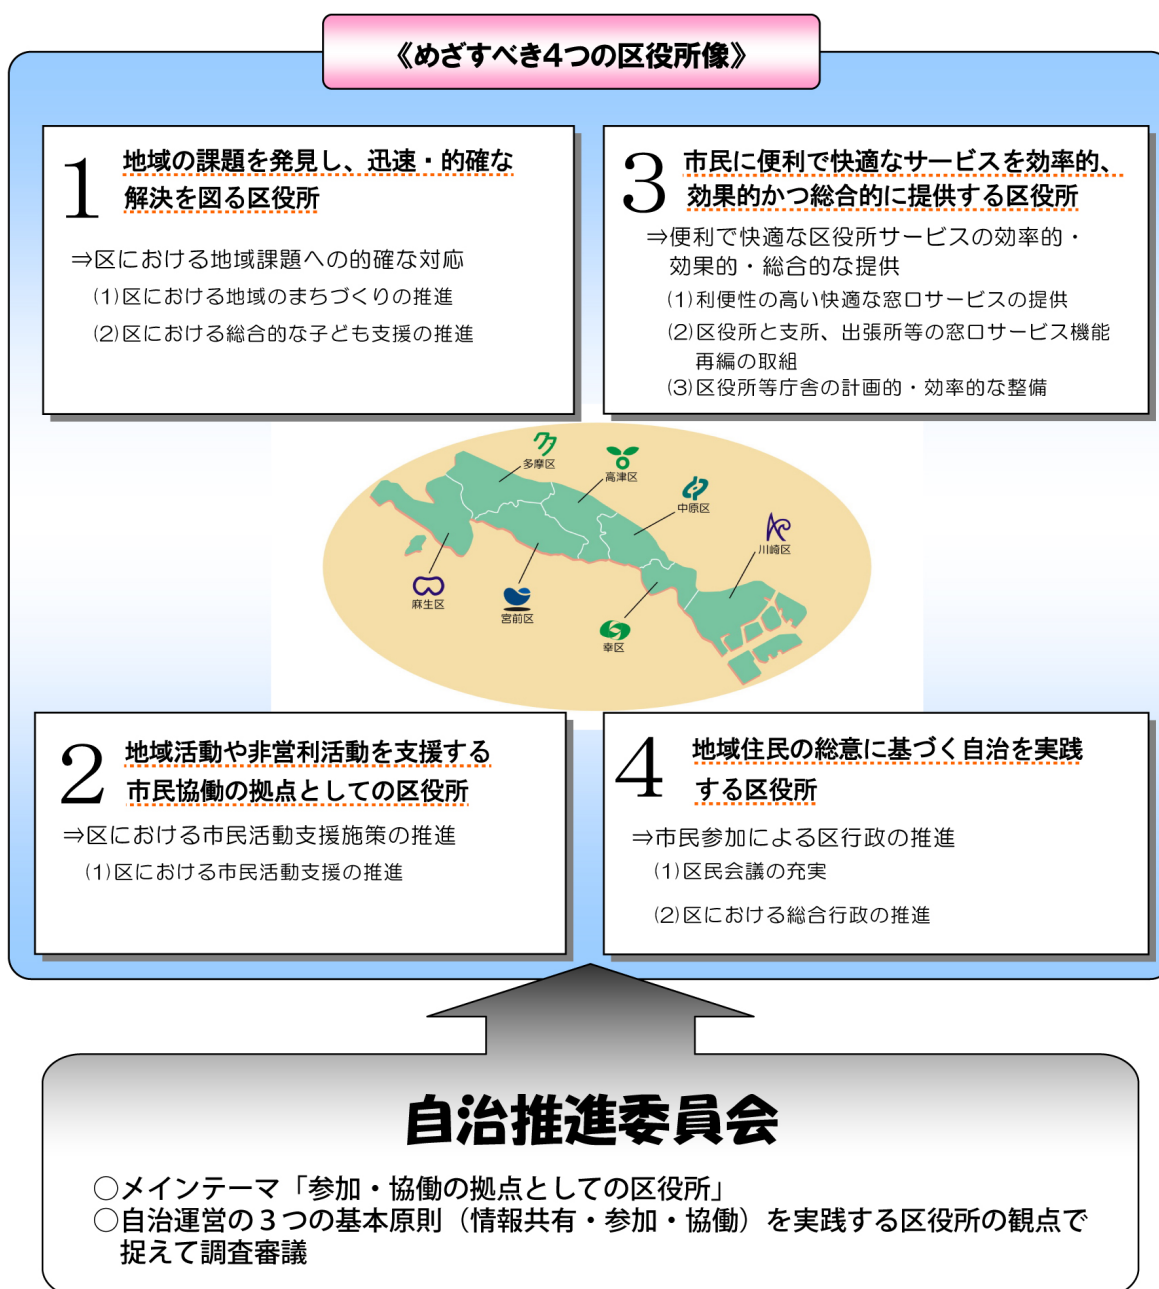 《めざすべき4つの区役所像》
1
地域の課題を発見し、迅速・的確な
解決を図る区役所
⇒区における地域課題への的確な対応
(1)区における地域のまちづくりの推進
(2)区における総合的な子ども支援の推進
3
市民に便利で快適なサービスを効率的、
効果的かつ総合的に提供する区役所
⇒便利で快適な区役所サービスの効率的・
効果的・総合的な提供
(1)利便性の高い快適な窓口サービスの提供
(2)区役所と支所、出張所等の窓口サービス機能
再編の取組
(3)区役所等庁舎の計画的・効率的な整備
多摩区
高津区
中原区
川崎区
麻生区
宮前区
幸区
2
地域活動や非営利活動を支援する
市民協働の拠点としての区役所
⇒区における市民活動支援施策の推進
(1)区における市民活動支援の推進
4
地域住民の総意に基づく自治を実践
する区役所
⇒市民参加による区行政の推進
(1)区民会議の充実
(2)区における総合行政の推進
自治推進委員会
○メインテーマ「参加・協働の拠点としての区役所」
○自治運営の３つの基本原則（情報共有・参加・協働）を実践する区役所の観点で
捉えて調査審議